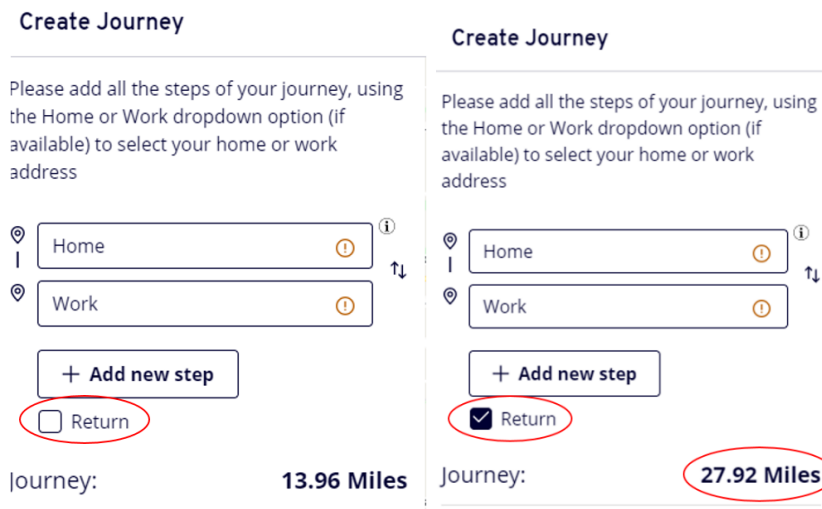 Create Journey
Please add all the steps of your journey, using
the Home or Work dropdown option (if
available) to select your home or work
address
Home
Work
+ Add new step
Return
Journey:
13.96 Miles
Create Journey
Please add all the steps of your journey, using
the Home or Work dropdown option (if
available) to select your home or work
address
Home
Work
+ Add new step
Return
Journey:
27.92 Miles